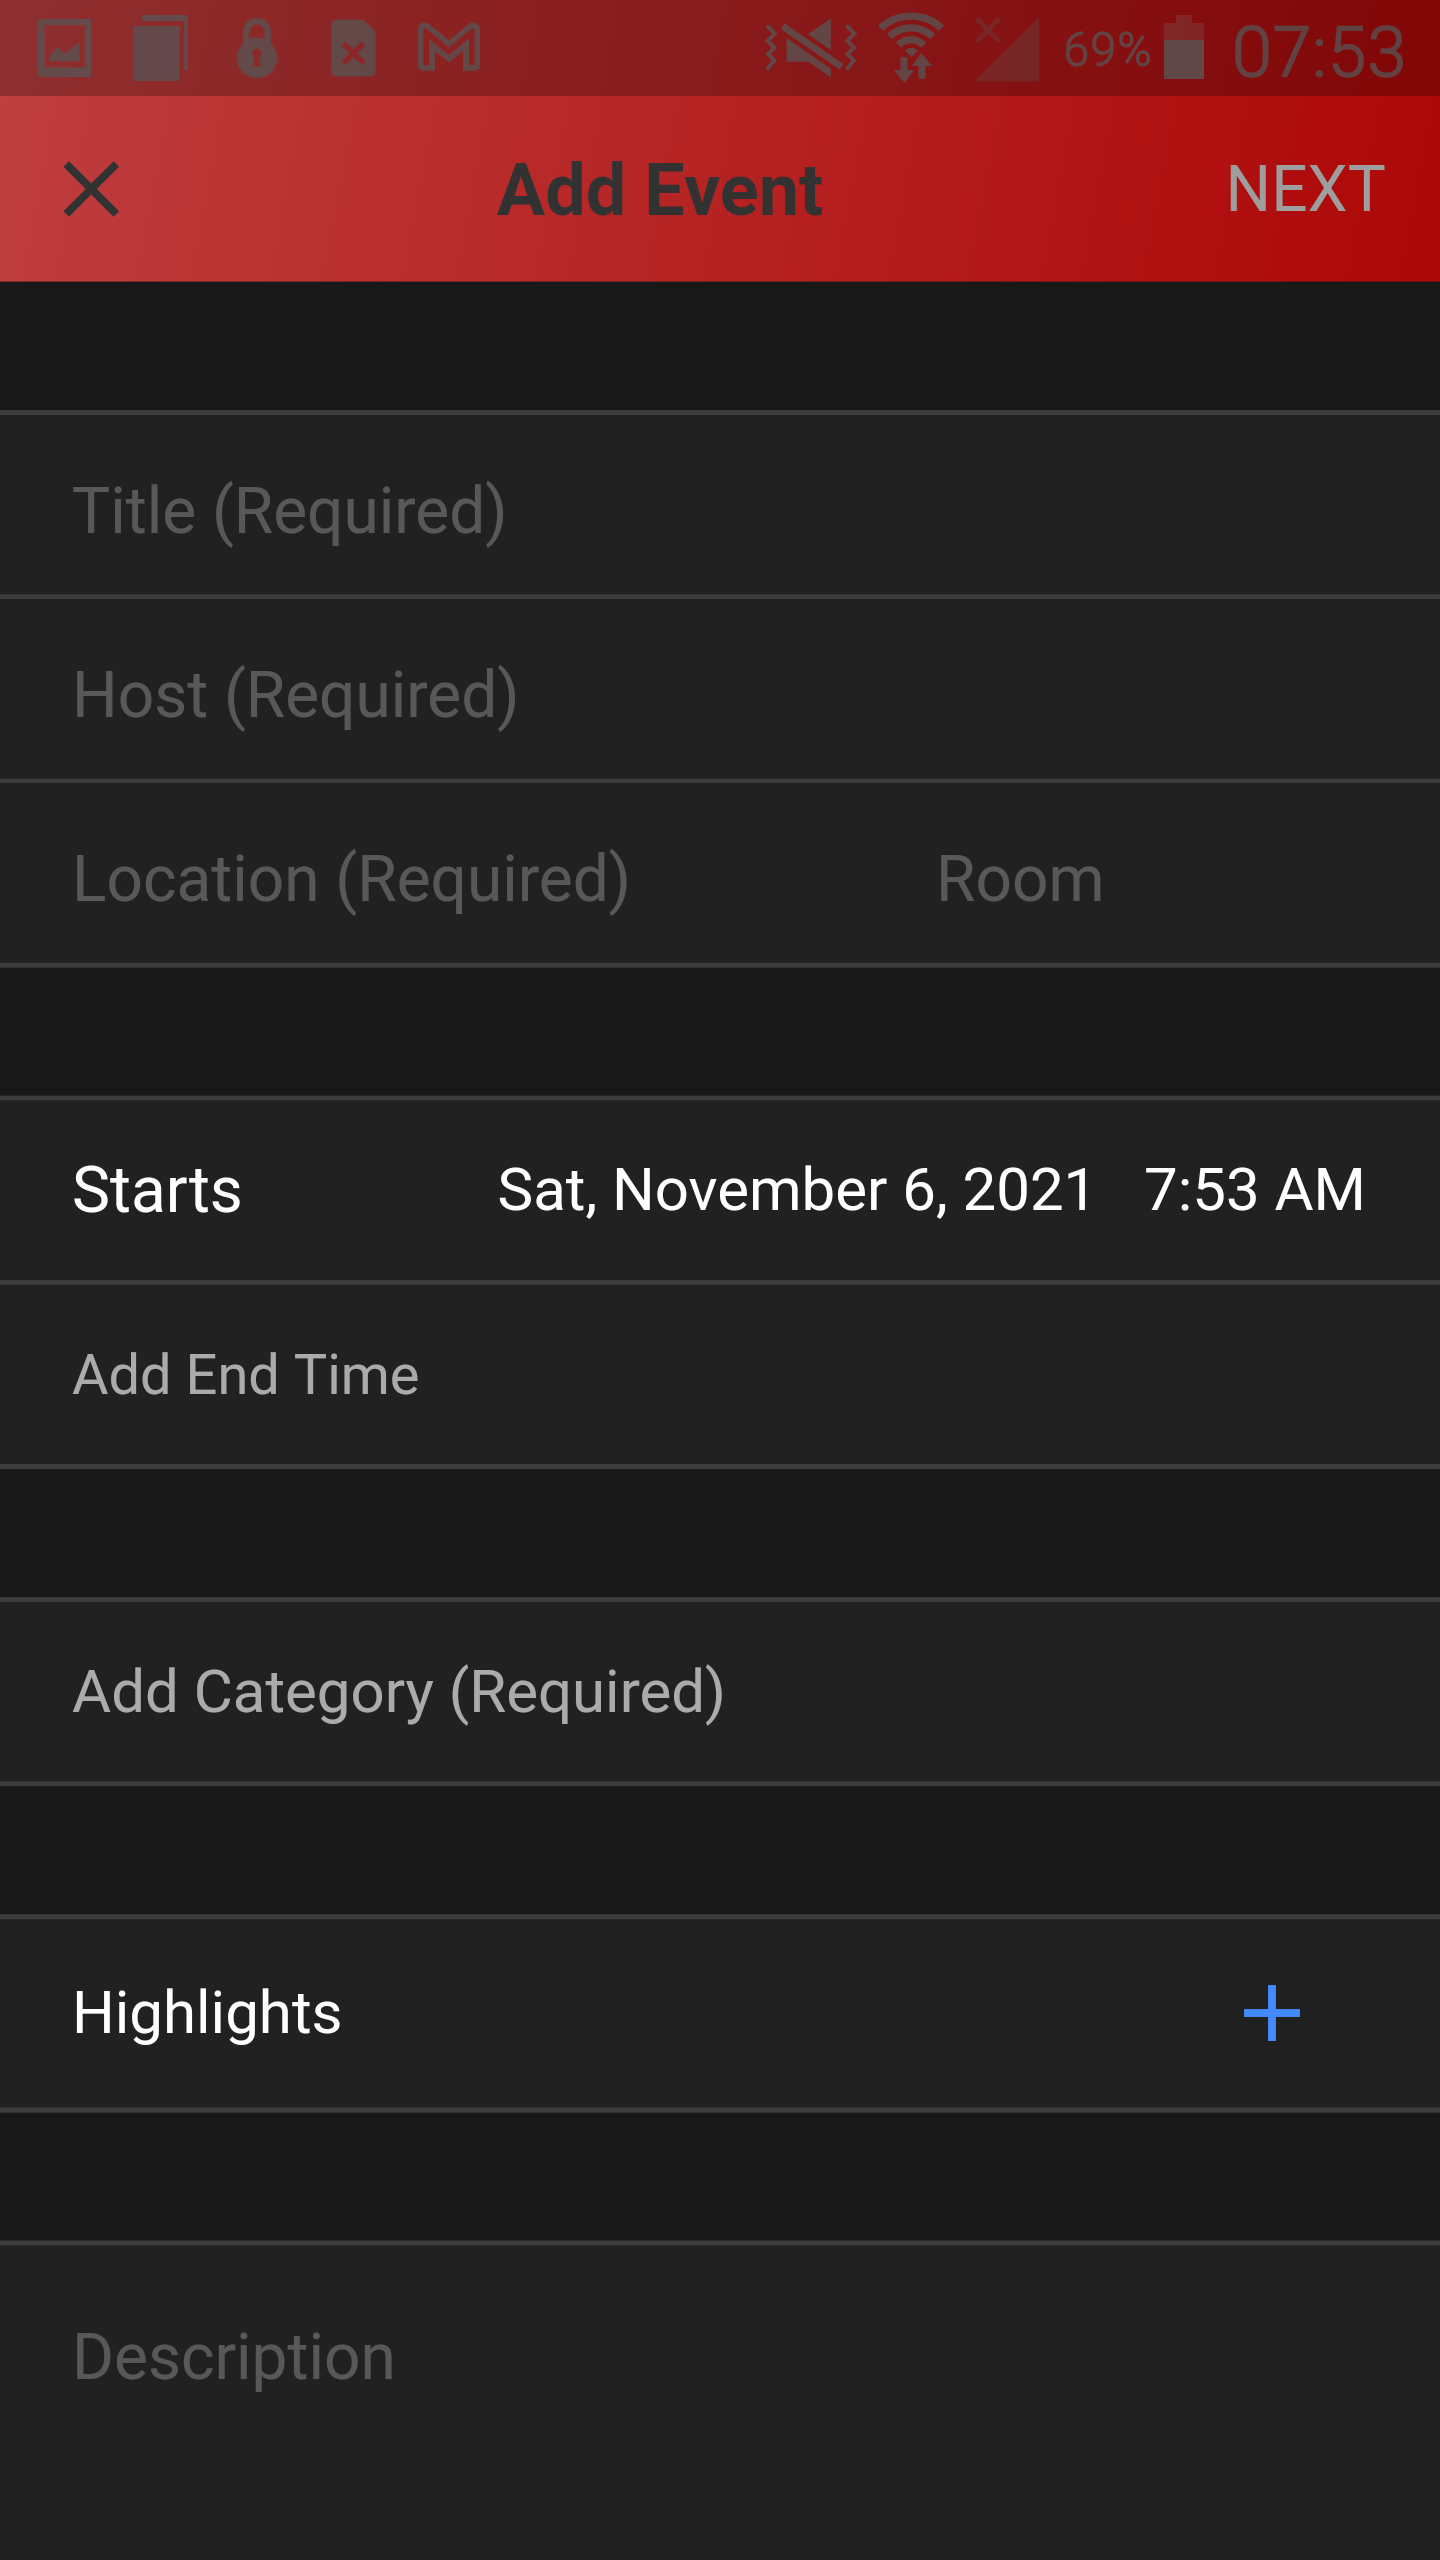 69% 07:53
Add Event NEXT
Title (Required)
Host (Required)
Location (Required) Room
Starts Sat, November 6, 2021 7:53 AM
Add End Time
Add Category (Required)
Highlights
Description